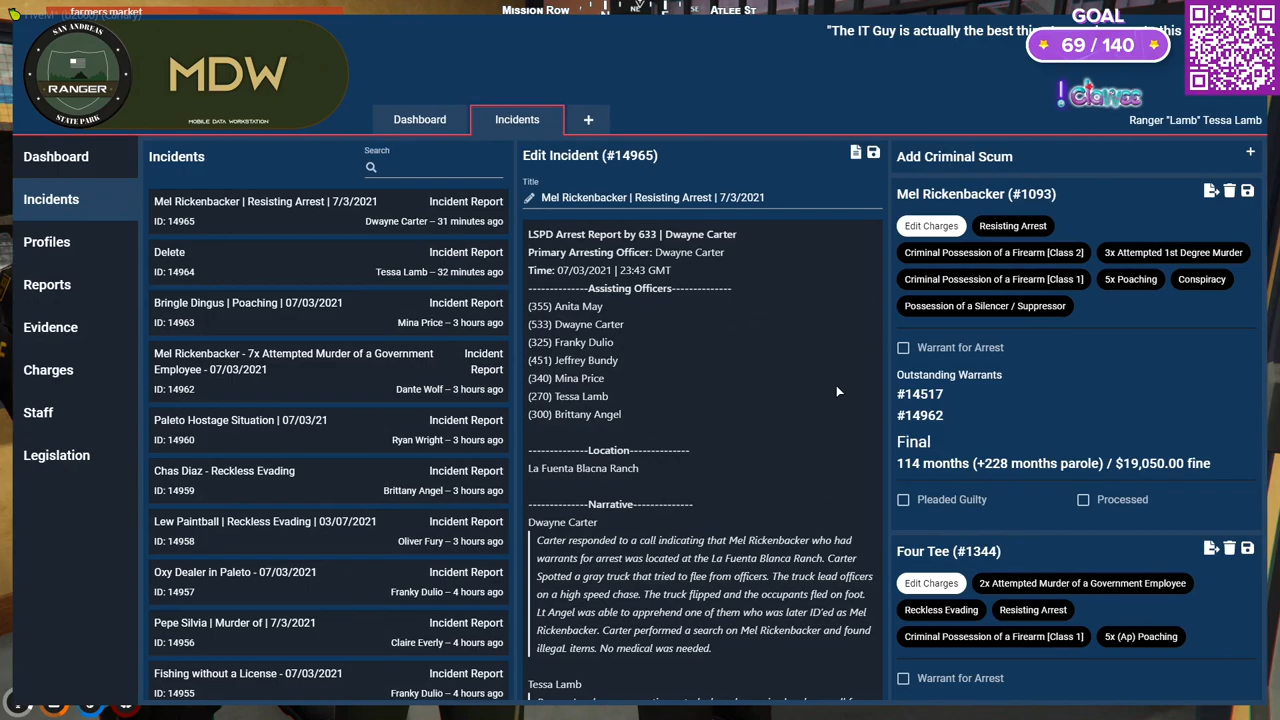 farmers market
Mission Row
NE
SE
Atlee St
SAN ANDREAS
RANGER
STATE PARK
MDW
MOBILE DATA WORKSTATION
"The IT Guy is actually the best thi
this
GOAL
69 / 140
Dashboard
Incidents
+
Ranger "Lamb" Tessa Lamb
Dashboard
Incidents
Profiles
Reports
Evidence
Charges
Staff
Legislation
Incidents
Search
Mel Rickenbacker | Resisting Arrest | 7/3/2021
Incident Report
ID: 14965
Dwayne Carter – 31 minutes ago
Delete
Incident Report
ID: 14964
Tessa Lamb – 32 minutes ago
Bringle Dingus | Poaching | 07/03/2021
Incident Report
ID: 14963
Mina Price – 3 hours ago
Mel Rickenbacker - 7x Attempted Murder of a Government
Employee - 07/03/2021
Incident
Report
ID: 14962
Dante Wolf – 3 hours ago
Paleto Hostage Situation | 07/03/21
Incident Report
ID: 14960
Ryan Wright – 3 hours ago
Chas Diaz - Reckless Evading
Incident Report
ID: 14959
Brittany Angel – 3 hours ago
Lew Paintball | Reckless Evading | 03/07/2021
Incident Report
ID: 14958
Oliver Fury – 3 hours ago
Oxy Dealer in Paleto - 07/03/2021
Incident Report
ID: 14957
Franky Dulio – 4 hours ago
Pepe Silvia | Murder of | 7/3/2021
Incident Report
ID: 14956
Claire Everly – 4 hours ago
Fishing without a License - 07/03/2021
Incident Report
ID: 14955
Franky Dulio – 4 hours ago
Edit Incident (#14965)
Title
Mel Rickenbacker | Resisting Arrest | 7/3/2021
LSPD Arrest Report by 633 | Dwayne Carter
Primary Arresting Officer: Dwayne Carter
Time: 07/03/2021 | 23:43 GMT
--------------Assisting Officers--------------
(355) Anita May
(533) Dwayne Carter
(325) Franky Dulio
(451) Jeffrey Bundy
(340) Mina Price
(270) Tessa Lamb
(300) Brittany Angel
--------------Location--------------
La Fuenta Blacna Ranch
--------------Narrative--------------
Dwayne Carter
Carter responded to a call indicating that Mel Rickenbacker who had
warrants for arrest was located at the La Fuenta Blanca Ranch. Carter
Spotted a gray truck that tried to flee from officers. The truck lead officers
on a high speed chase. The truck flipped and the occupants fled on foot.
Lt Angel was able to apprehend one of them who was later ID'ed as Mel
Rickenbacker. Carter performed a search on Mel Rickenbacker and found
illegaL items. No medical was needed.
Tessa Lamb
Add Criminal Scum
+
Mel Rickenbacker (#1093)
Edit Charges
Resisting Arrest
Criminal Possession of a Firearm [Class 2]
3x Attempted 1st Degree Murder
Criminal Possession of a Firearm [Class 1]
5x Poaching
Conspiracy
Possession of a Silencer / Suppressor
Warrant for Arrest
Outstanding Warrants
#14517
#14962
Final
114 months (+228 months parole) / $19,050.00 fine
Pleaded Guilty
Processed
Four Tee (#1344)
Edit Charges
2x Attempted Murder of a Government Employee
Reckless Evading
Resisting Arrest
Criminal Possession of a Firearm [Class 1]
5x (Ap) Poaching
Warrant for Arrest